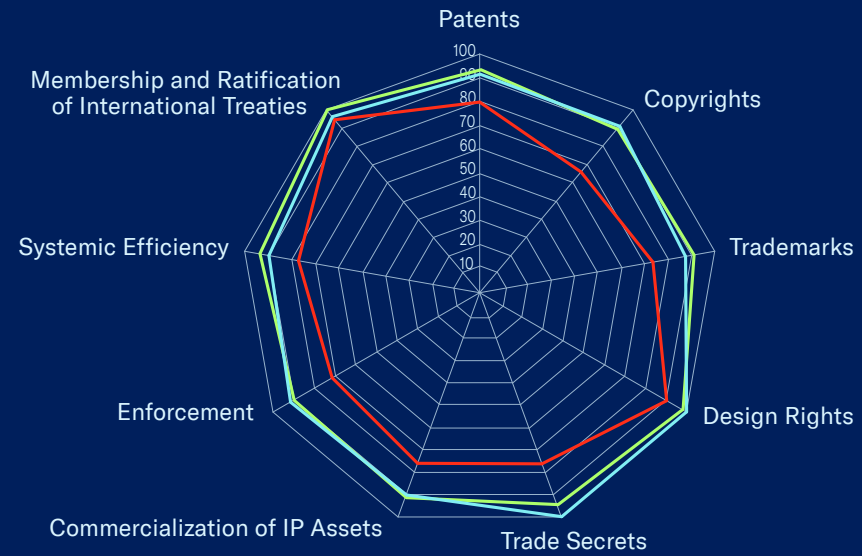 Patents
100
90
80
70
60
50
40
30
20
10
Membership and Ratification
of International Treaties
Copyrights
Systemic Efficiency
Trademarks
Enforcement
Design Rights
Commercialization of IP Assets
Trade Secrets